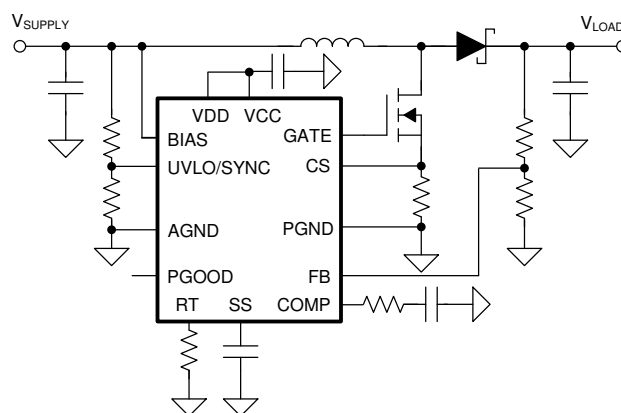 VSUPPLY
VLOAD
VDD VCC
BIAS
GATE
UVLO/SYNC
CS
AGND
PGND
PGOOD
FB
RT SS COMP